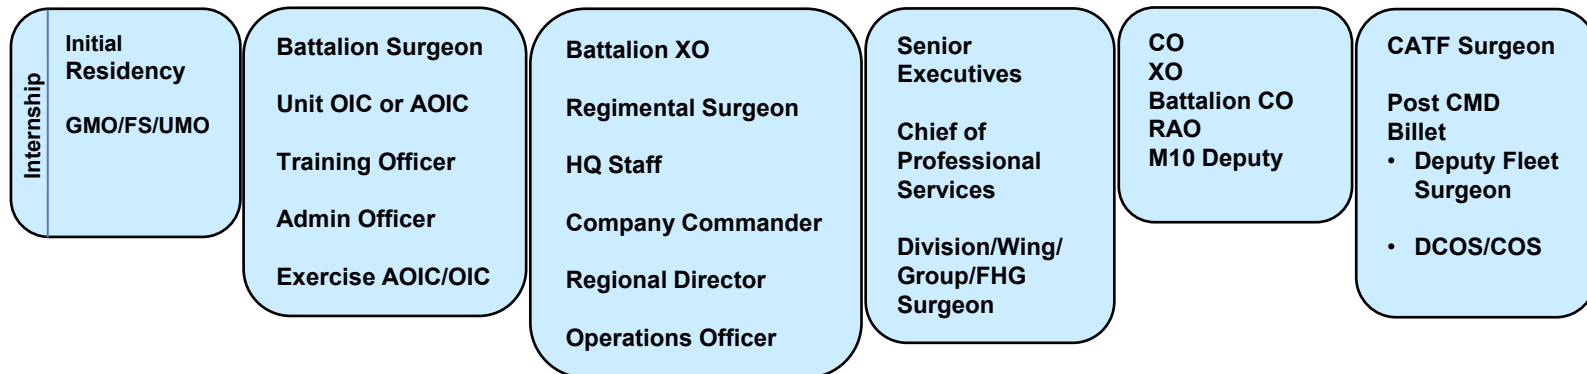 Internship
Initial
Residency
GMO/FS/UMO
Battalion Surgeon
Unit OIC or AOIC
Training Officer
Admin Officer
Exercise AOIC/OIC
Battalion XO
Regimental Surgeon
HQ Staff
Company Commander
Regional Director
Operations Officer
Senior
Executives
Chief of
Professional
Services
Division/Wing/
Group/FHG
Surgeon
CO
XO
Battalion CO
RAO
M10 Deputy
CATF Surgeon
Post CMD
Billet
• Deputy Fleet
Surgeon
• DCOS/COS